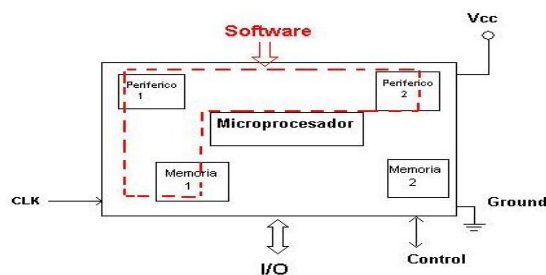 Vcc
Software
Periferico
1
Periferico
2
Microprocesador
Memoria
1
Memoria
2
CLK
Ground
I/O
Control